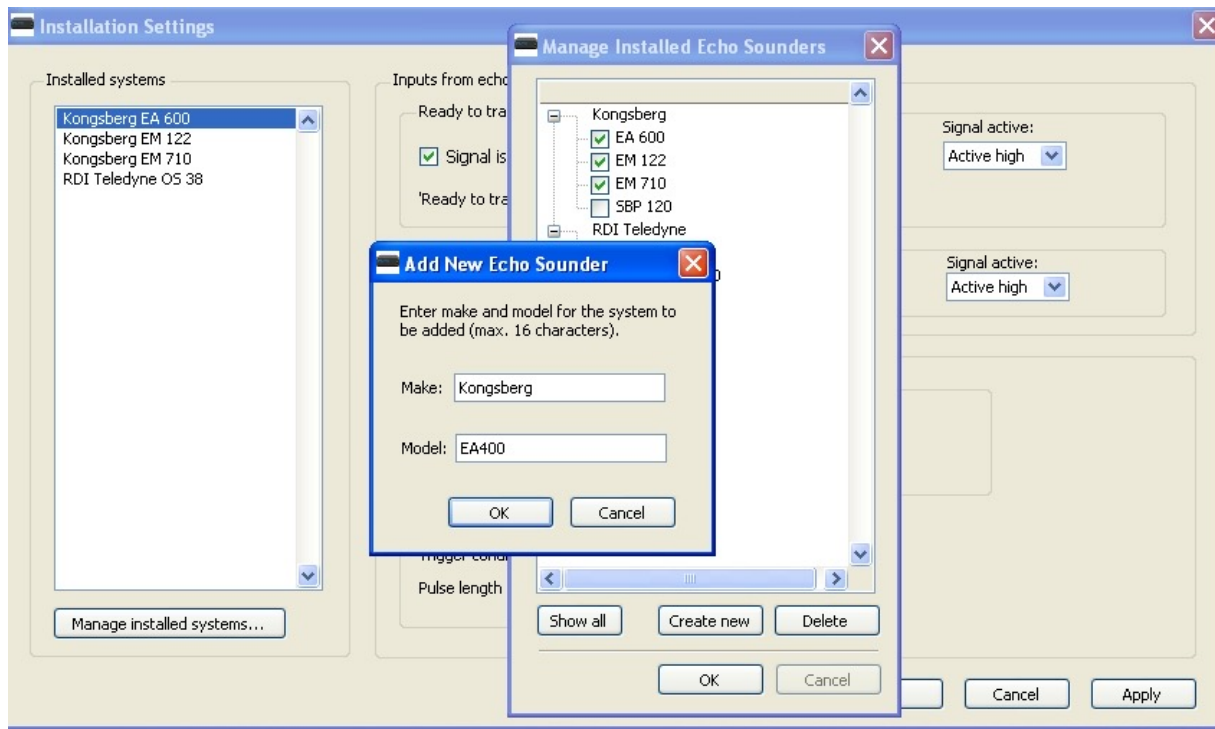 Installation Settings
Installed systems
Kongsberg EA 600
Kongsberg EM 122
Kongsberg EM 710
RDI Teledyne OS 38
Manage installed systems...
Inputs from echo
Ready to tra
Signal is
'Ready to tra
Pulse length
Signal active:
Active high
Signal active:
Active high
Cancel
Apply
Manage Installed Echo Sounders
Kongsberg
EA 600
EM 122
EM 710
SBP 120
RDI Teledyne
Show all
Create new
Delete
OK
Cancel
Add New Echo Sounder
Enter make and model for the system to
be added (max. 16 characters).
Make: Kongsberg
Model: EA400
OK
Cancel